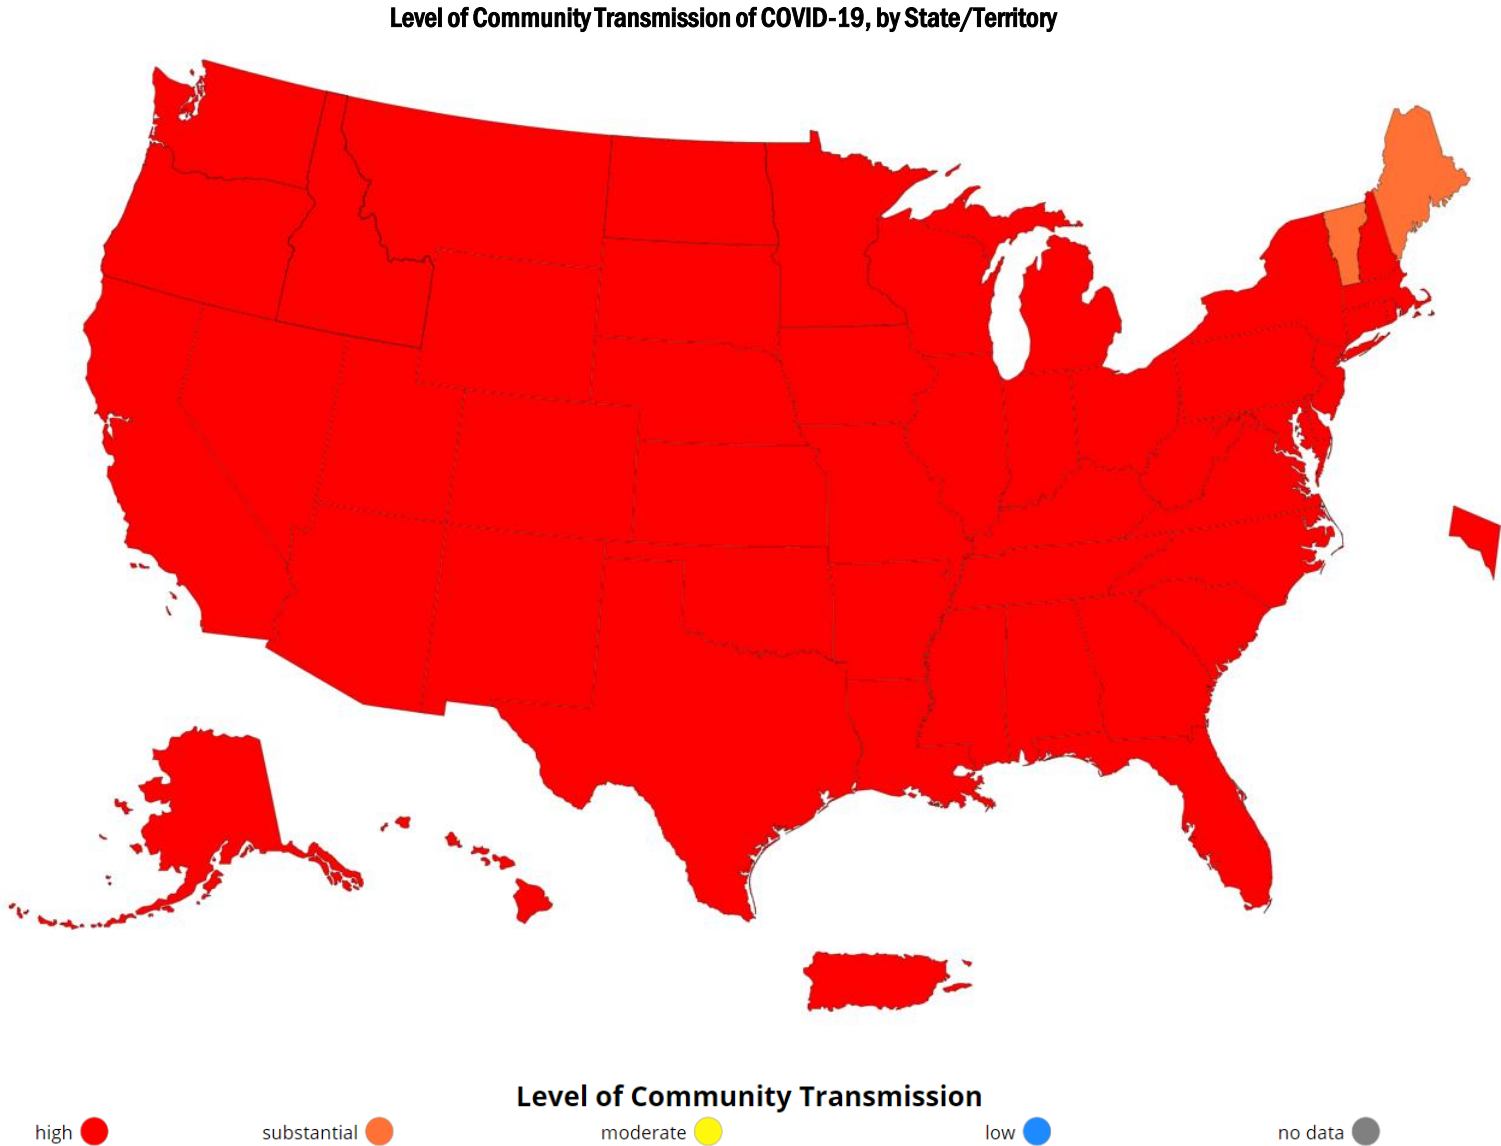 Level of Community Transmission of COVID-19, by State/Territory
Level of Community Transmission
high substantial moderate low no data